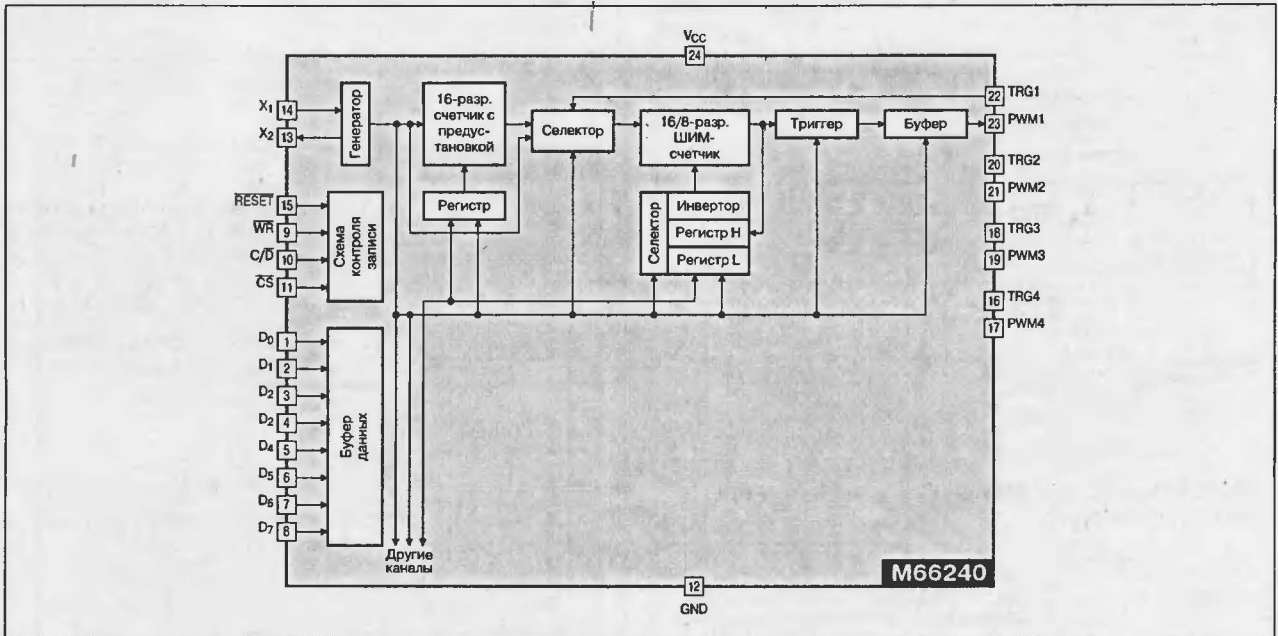 VCC
24
X1
14
X2
13
Генератор
16-разр.
счетчик с
предус-
тановкой
Селектор
16/8-разр.
ШИМ-
счетчик
Триггер
Буфер
22
TRG1
23
PWM1
20
TRG2
21
PWM2
18
TRG3
19
PWM3
16
TRG4
17
PWM4
RESET
15
WR
9
C/D
10
CS
11
Схема
контроля
записи
Регистр
Селектор
Инвертор
Регистр H
Регистр L
D0
1
D1
2
D2
3
D2
4
D4
5
D5
6
D6
7
D7
8
Буфер
данных
Другие
каналы
M66240
12
GND